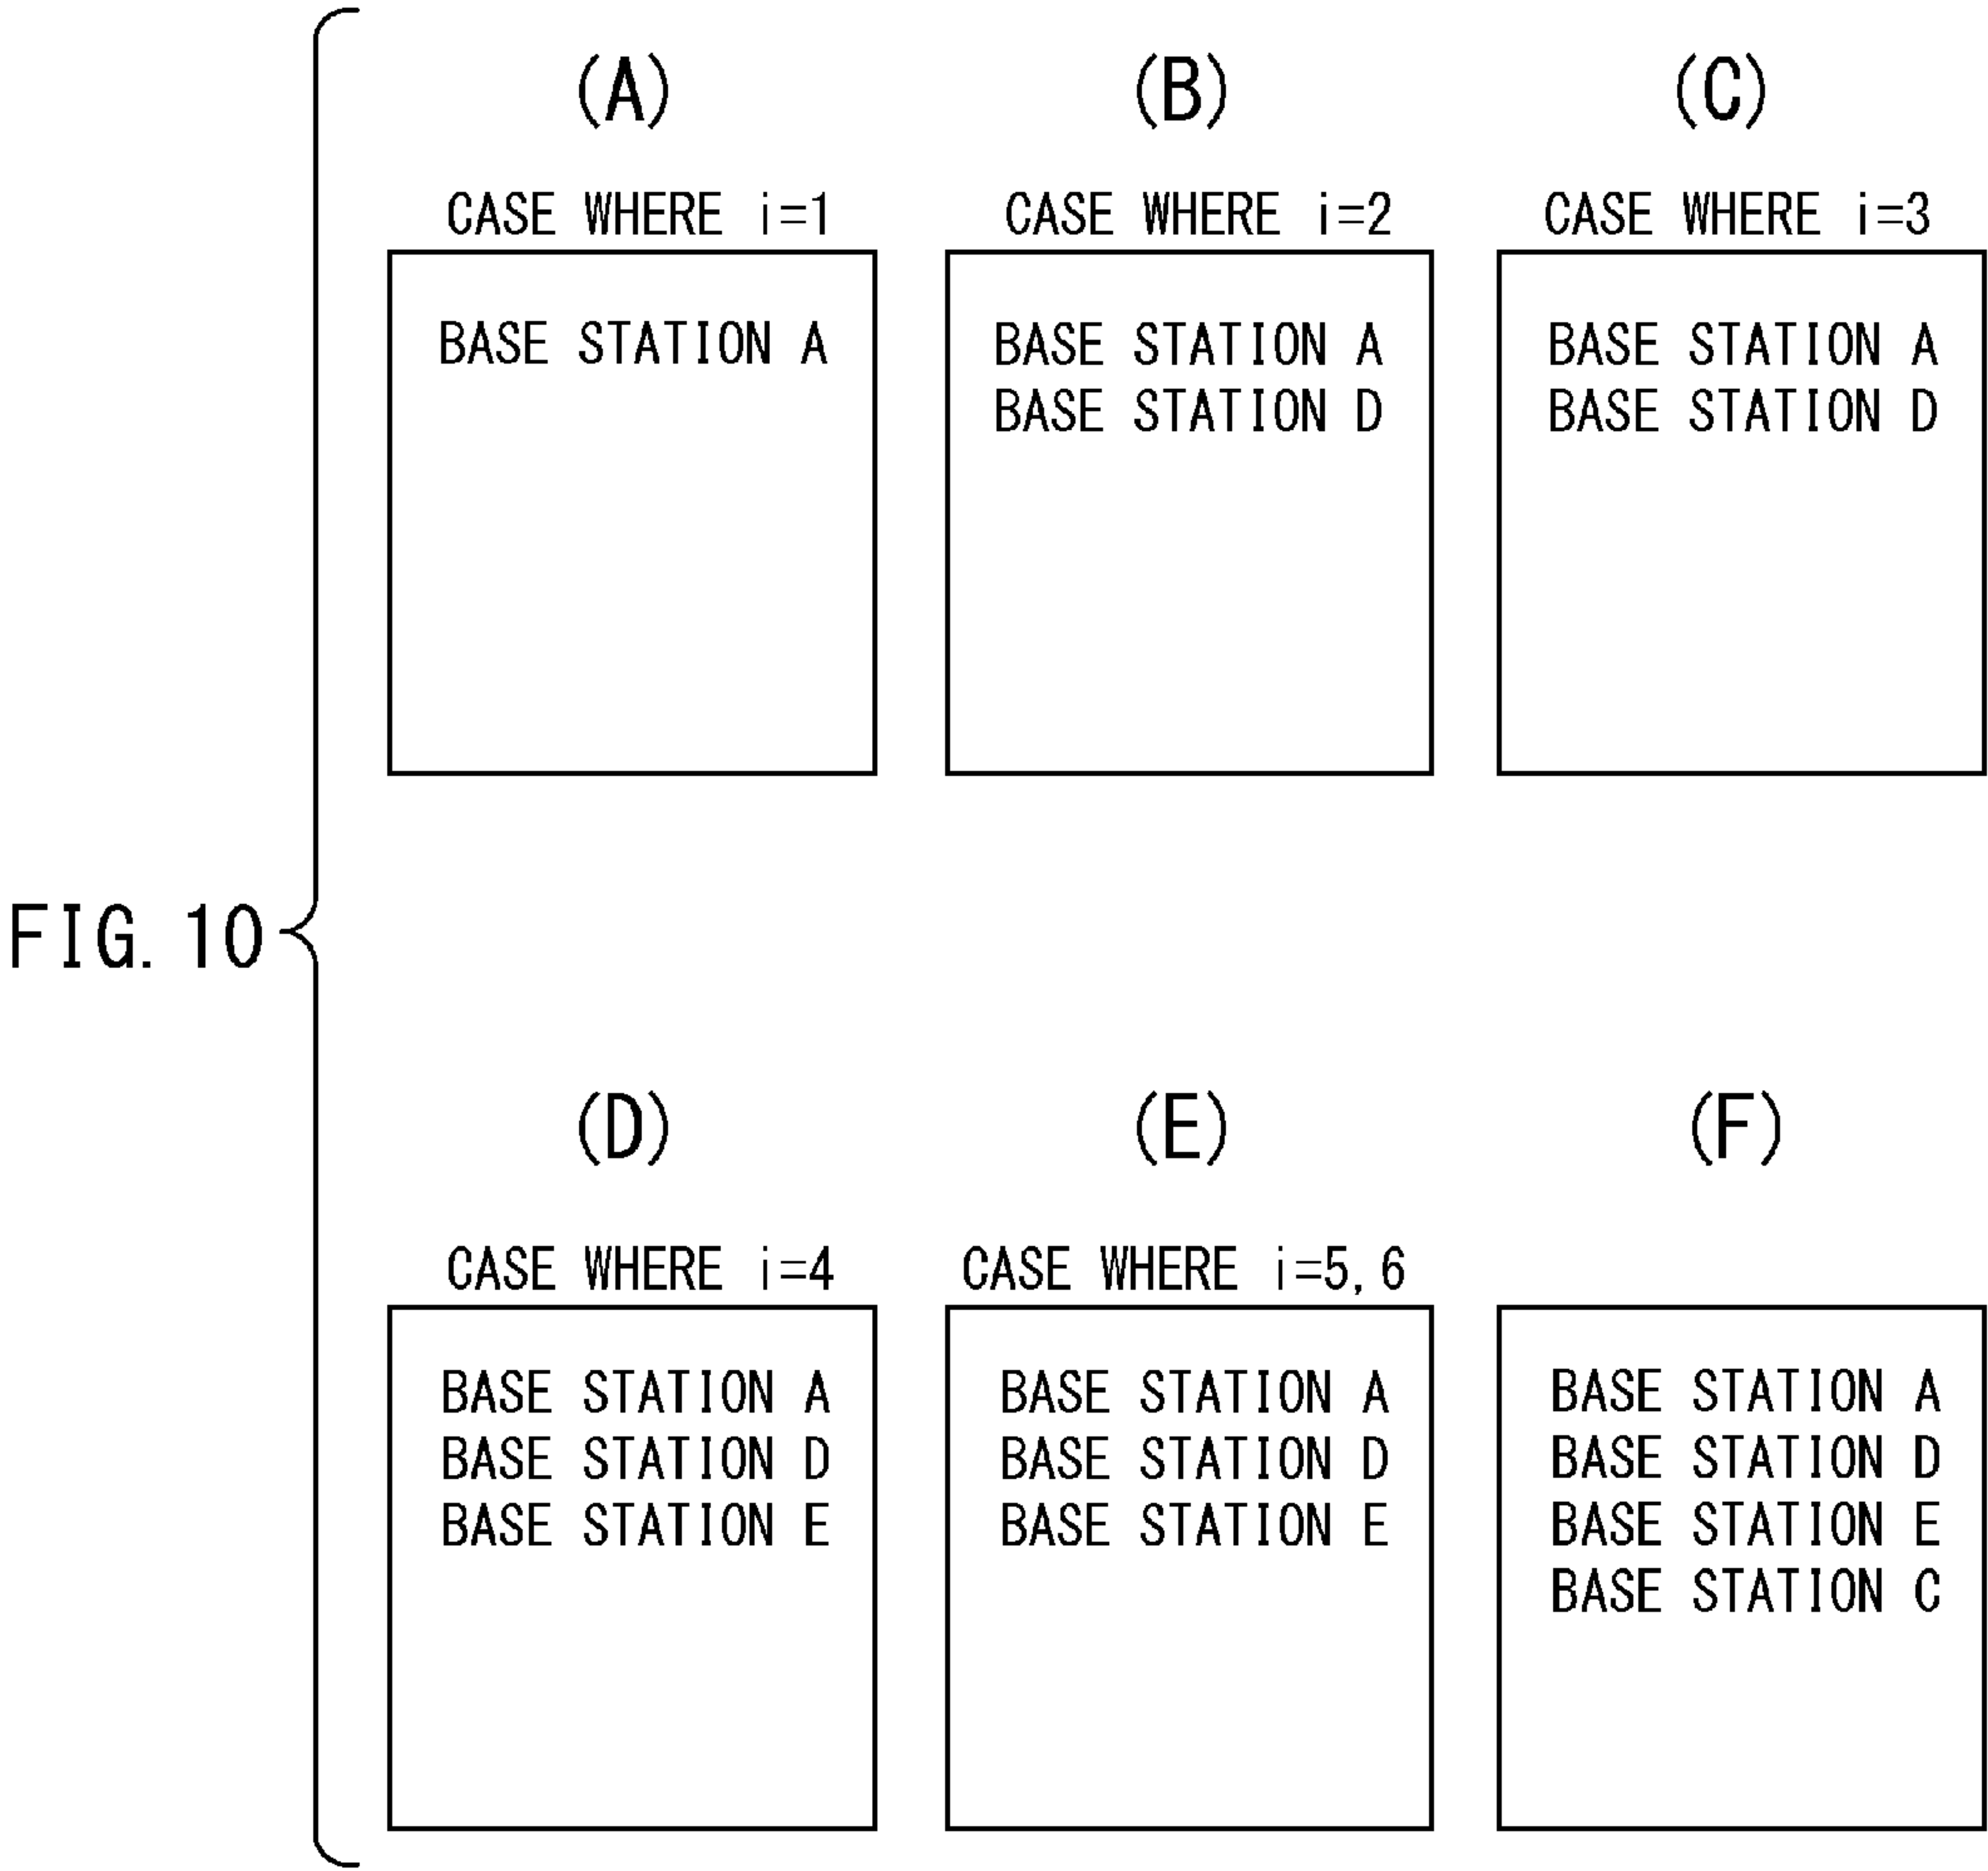 FIG. 10
(A)
CASE WHERE i=1
BASE STATION A
(B)
CASE WHERE i=2
BASE STATION A
BASE STATION D
(C)
CASE WHERE i=3
BASE STATION A
BASE STATION D
(D)
CASE WHERE i=4
BASE STATION A
BASE STATION D
BASE STATION E
(E)
CASE WHERE i=5, 6
BASE STATION A
BASE STATION D
BASE STATION E
(F)
BASE STATION A
BASE STATION D
BASE STATION E
BASE STATION C